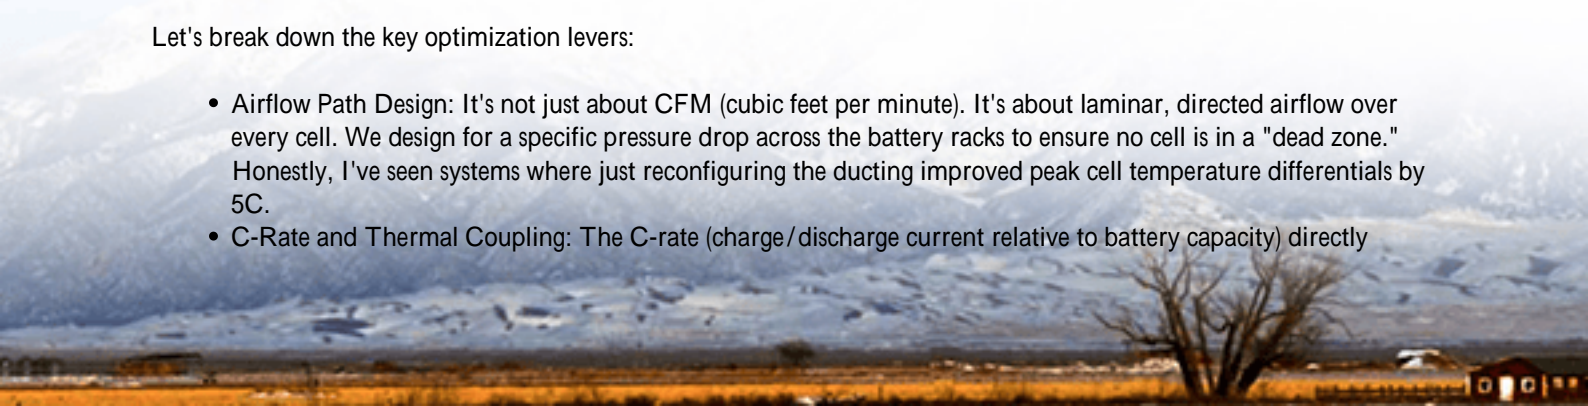 Let's break down the key optimization levers:
• Airflow Path Design: It's not just about CFM (cubic feet per minute). It's about laminar, directed airflow over
every cell. We design for a specific pressure drop across the battery racks to ensure no cell is in a "dead zone."
Honestly, I've seen systems where just reconfiguring the ducting improved peak cell temperature differentials by
5C.
• C-Rate and Thermal Coupling: The C-rate (charge/discharge current relative to battery capacity) directly